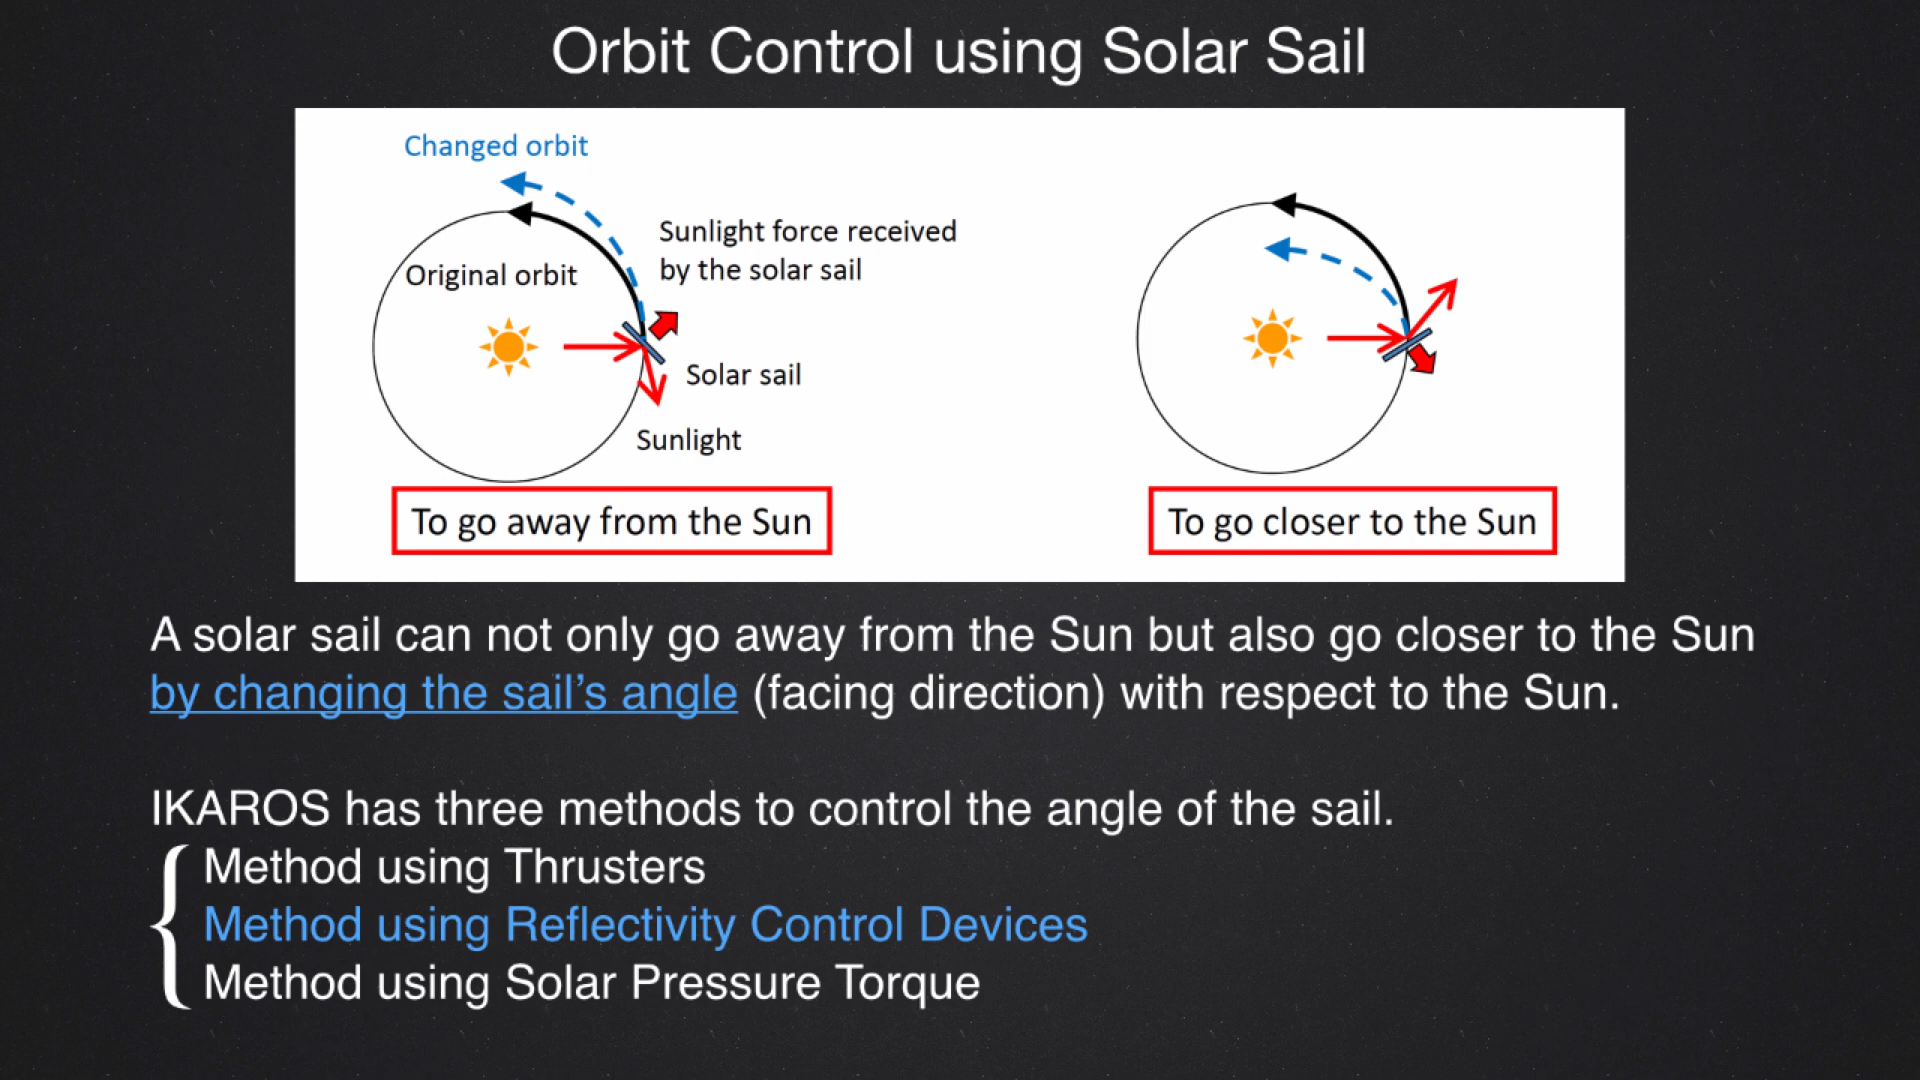 Orbit Control using Solar Sail
Changed orbit
Original orbit
Sunlight force received
by the solar sail
Solar sail
Sunlight
To go away from the Sun
To go closer to the Sun
A solar sail can not only go away from the Sun but also go closer to the Sun
by changing the sail’s angle (facing direction) with respect to the Sun.
IKAROS has three methods to control the angle of the sail.
Method using Thrusters
Method using Reflectivity Control Devices
Method using Solar Pressure Torque